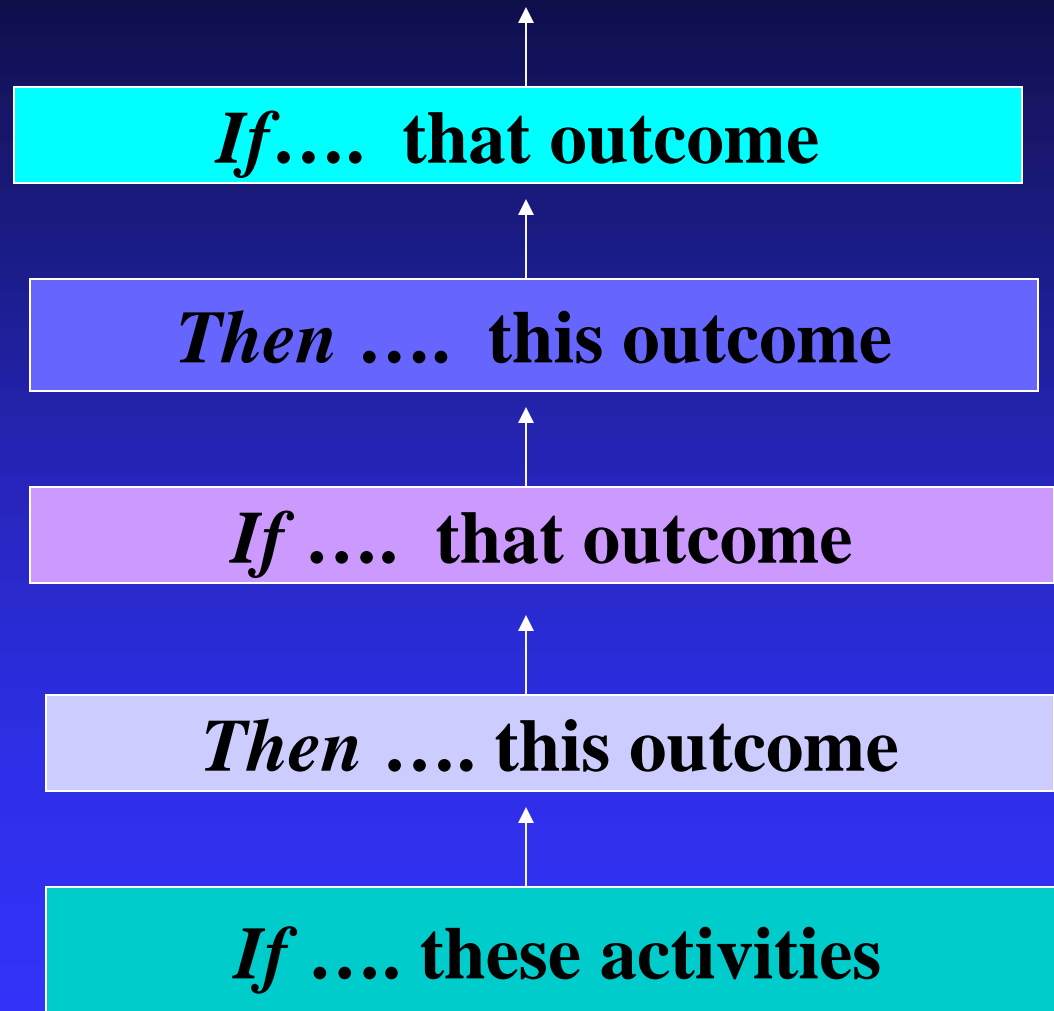 If.... that outcome
Then .... this outcome
If .... that outcome
Then .... this outcome
If .... these activities